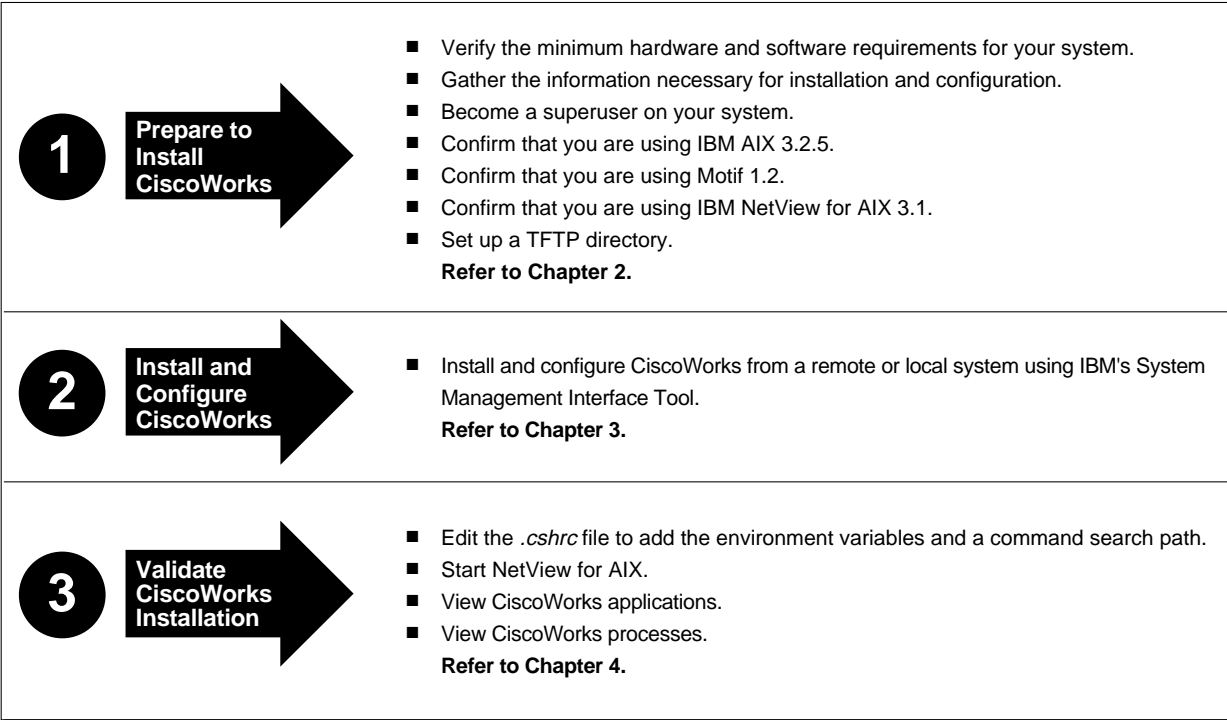 1
Prepare to
Install
CiscoWorks
■ Verify the minimum hardware and software requirements for your system.
■ Gather the information necessary for installation and configuration.
■ Become a superuser on your system.
■ Confirm that you are using IBM AIX 3.2.5.
■ Confirm that you are using Motif 1.2.
■ Confirm that you are using IBM NetView for AIX 3.1.
■ Set up a TFTP directory.
Refer to Chapter 2.
2
Install and
Configure
CiscoWorks
■ Install and configure CiscoWorks from a remote or local system using IBM's System
Management Interface Tool.
Refer to Chapter 3.
3
Validate
CiscoWorks
Installation
■ Edit the .cshrc file to add the environment variables and a command search path.
■ Start NetView for AIX.
■ View CiscoWorks applications.
■ View CiscoWorks processes.
Refer to Chapter 4.